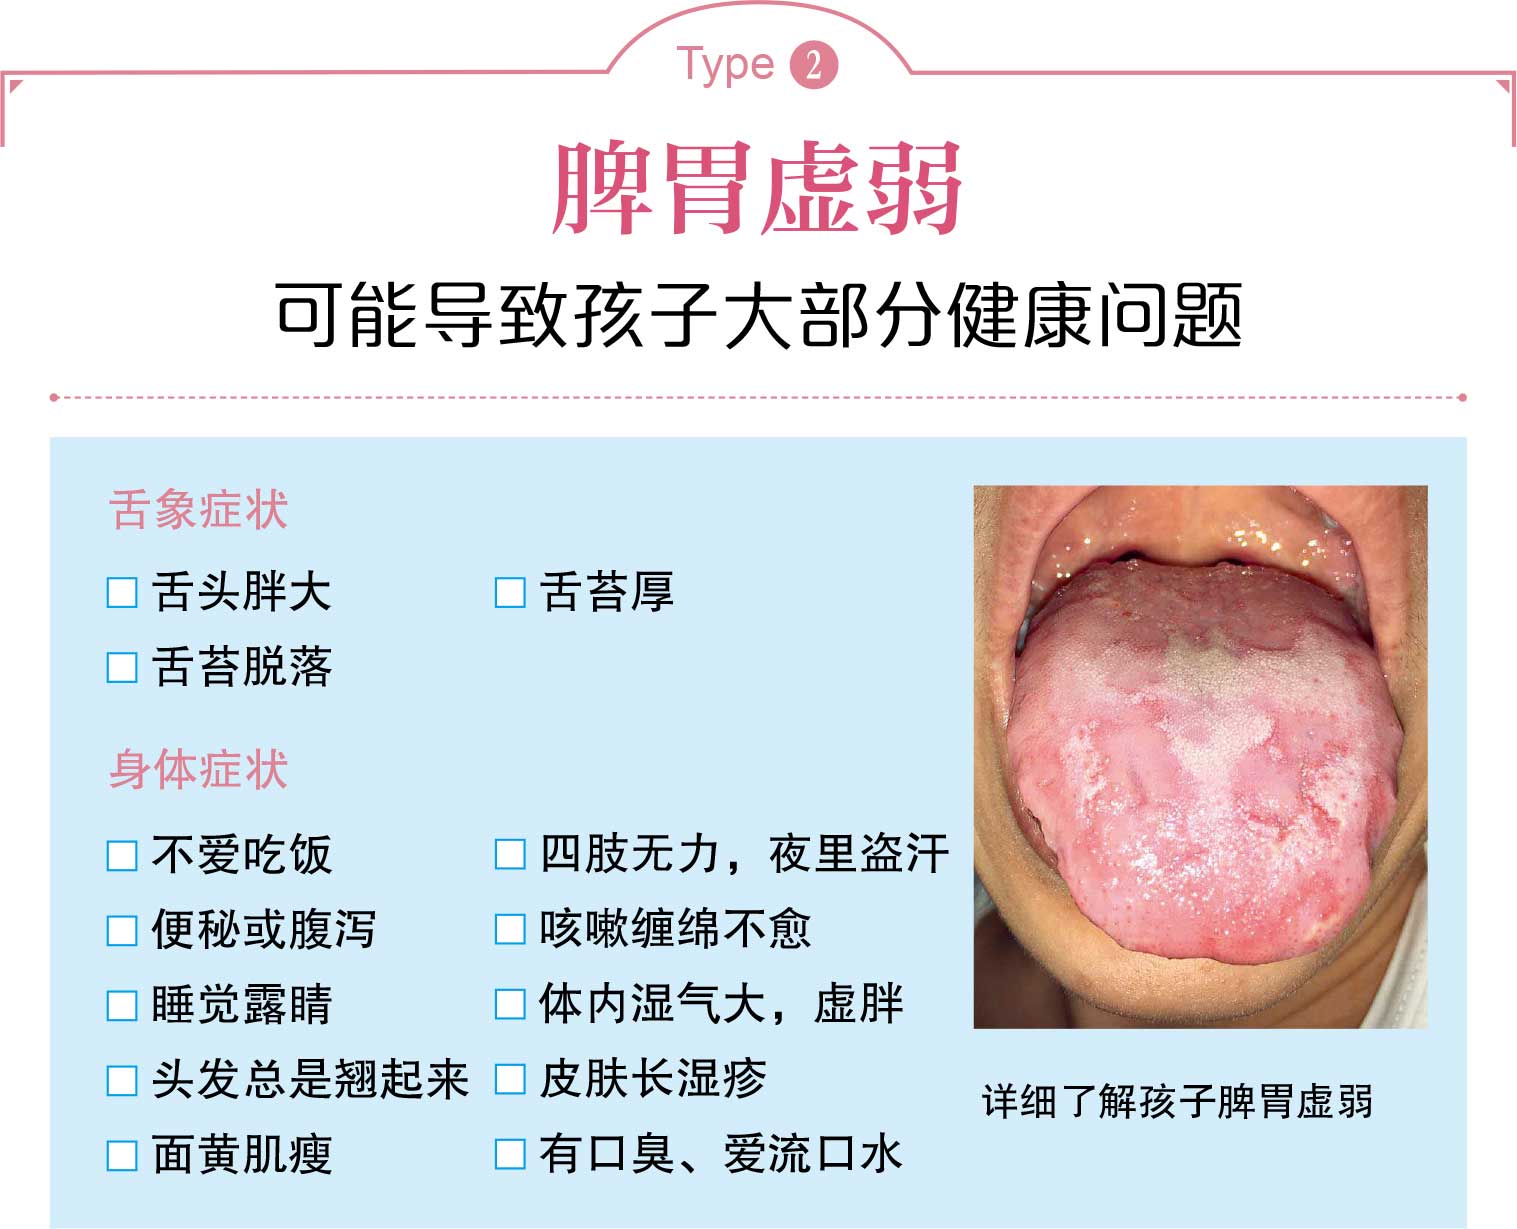 Type 2
脾胃虚弱
可能导致孩子大部分健康问题
舌象症状
舌头胖大
舌苔厚
舌苔脱落
身体症状
不爱吃饭
四肢无力，夜里盗汗
便秘或腹泻
咳嗽缠绵不愈
睡觉露睛
体内湿气大，虚胖
头发总是翘起来
皮肤长湿疹
面黄肌瘦
有口臭、爱流口水
详细了解孩子脾胃虚弱